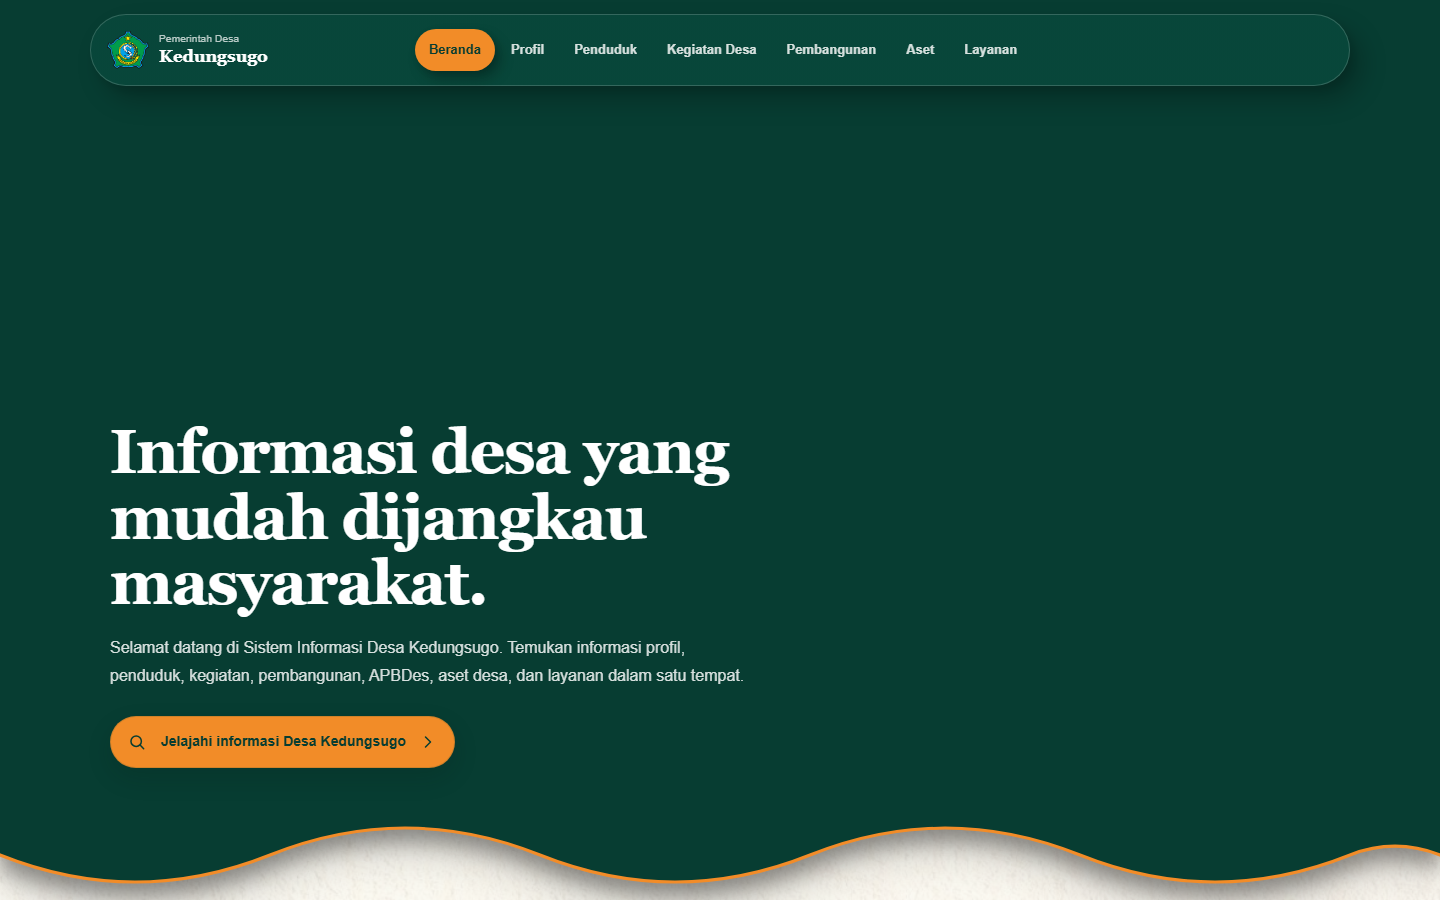 Pemerintah Desa
Kedungsugo
Beranda
Profil
Penduduk
Kegiatan Desa
Pembangunan
Aset
Layanan
Informasi desa yang
mudah dijangkau
masyarakat.
Selamat datang di Sistem Informasi Desa Kedungsugo. Temukan informasi profil,
penduduk, kegiatan, pembangunan, APBDes, aset desa, dan layanan dalam satu tempat.
Jelajahi informasi Desa Kedungsugo